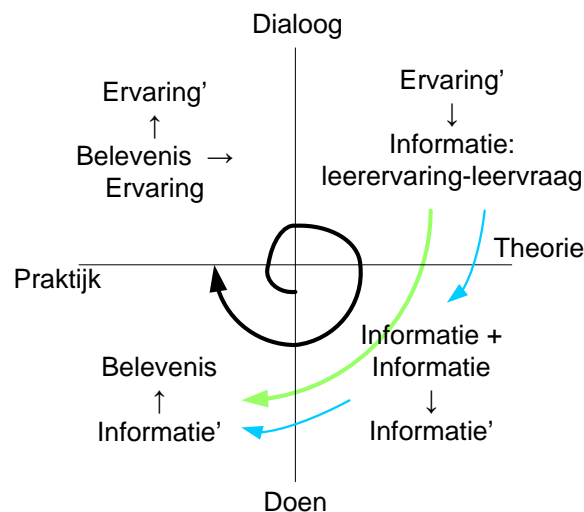 Dialoog
Ervaring’
↑
Belevenis →
Ervaring
Ervaring’
↓
Informatie:
leerervaring-leervraag
Theorie
Praktijk
Belevenis
↑
Informatie’
Informatie +
Informatie
↓
Informatie’
Doen